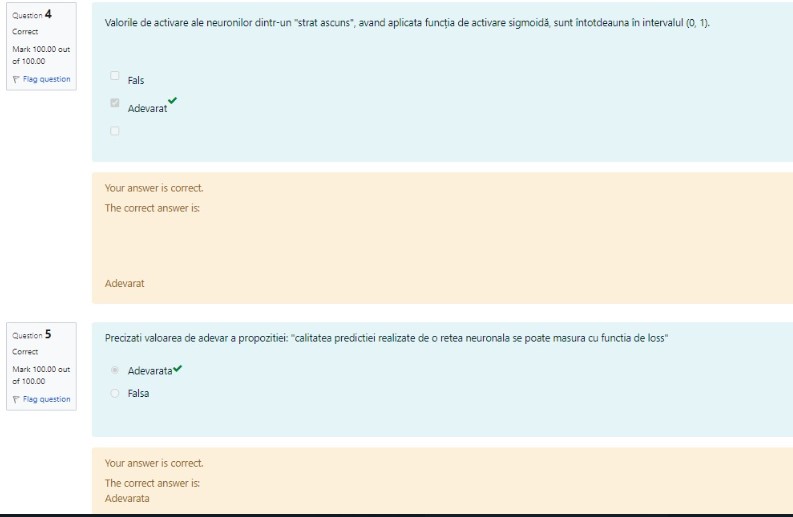 Question 4
Correct
Mark 100.00 out
of 100.00
Flag question
Valorile de activare ale neuronilor dintr-un "strat ascuns", avand aplicata funcția de activare sigmoidă, sunt întotdeauna în intervalul (0, 1).
Fals
Adevarat
Your answer is correct.
The correct answer is:
Adevarat
Question 5
Correct
Mark 100.00 out
of 100.00
Flag question
Precizati valoarea de adevar a propozitiei: "calitatea predictiei realizate de o retea neuronala se poate masura cu functia de loss"
Adevarata
Falsa
Your answer is correct.
The correct answer is:
Adevarata